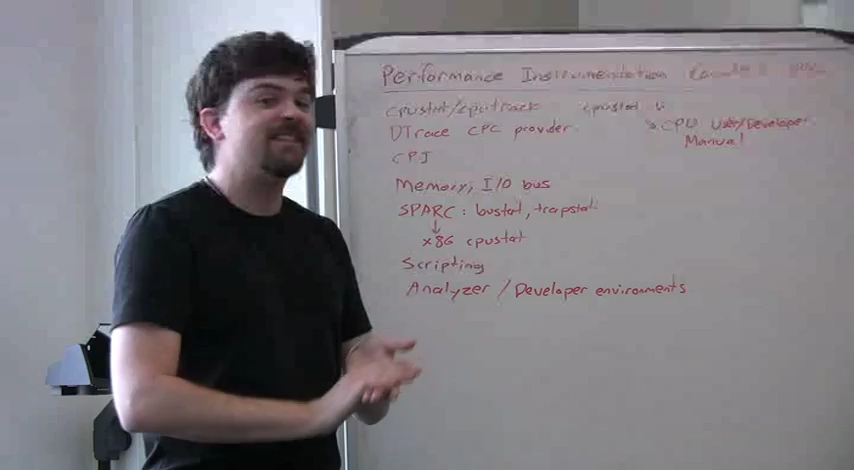 Performance Instrumentation Counters
cpustat/cputrack cpustat
DTrace CPC provider
CPU User/Developer
Manual
CPI
Memory, I/O bus
SPARC: busstat, trapstat
↓
x86 cpustat
Scripting
Analyzer / Developer environments